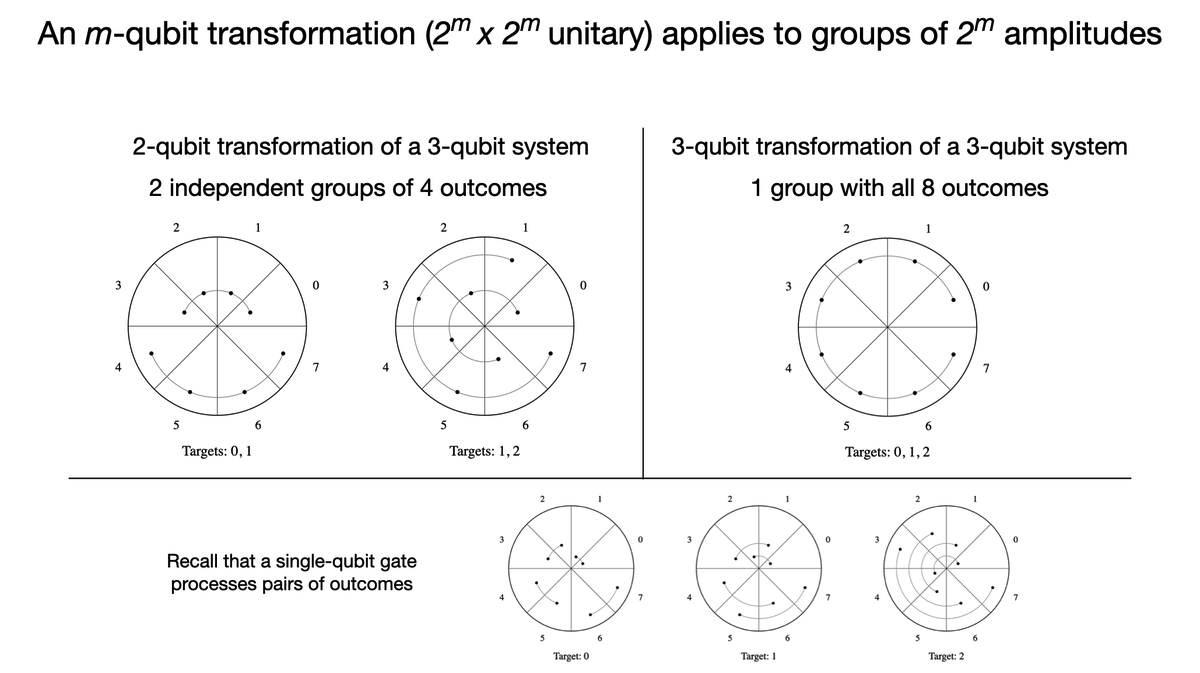 An m-qubit transformation (2^m x 2^m unitary) applies to groups of 2^m amplitudes
2-qubit transformation of a 3-qubit system
2 independent groups of 4 outcomes
2 1
3 0
4 7
5 6
Targets: 0, 1
2 1
3 0
4 7
5 6
Targets: 1, 2
3-qubit transformation of a 3-qubit system
1 group with all 8 outcomes
2 1
3 0
4 7
5 6
Targets: 0, 1, 2
Recall that a single-qubit gate
processes pairs of outcomes
2 1
3 0
4 7
5 6
Target: 0
2 1
3 0
4 7
5 6
Target: 1
2 1
3 0
4 7
5 6
Target: 2